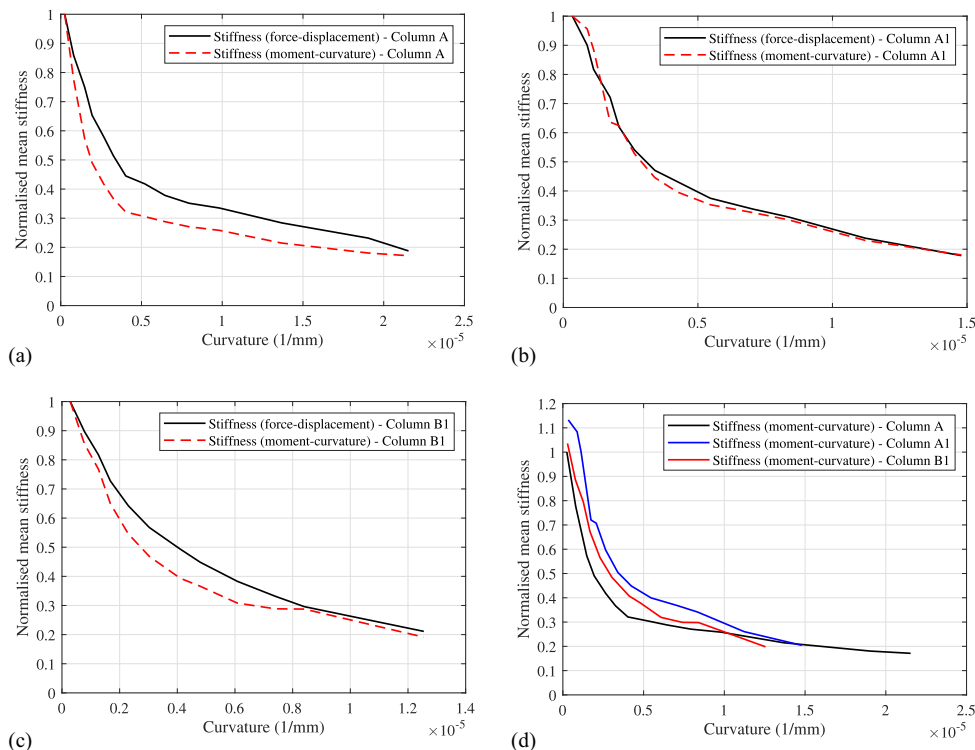 1
0.9
0.8
0.7
0.6
0.5
0.4
0.3
0.2
0.1
0
Normalised mean stiffness
Stiffness (force-displacement) - Column A
Stiffness (moment-curvature) - Column A
0 0.5 1 1.5 2 2.5
Curvature (1/mm)
×10⁻⁵
(a)
1
0.9
0.8
0.7
0.6
0.5
0.4
0.3
0.2
0.1
0
Normalised mean stiffness
Stiffness (force-displacement) - Column A1
Stiffness (moment-curvature) - Column A1
0 0.5 1 1.5
Curvature (1/mm)
×10⁻⁵
(b)
1
0.9
0.8
0.7
0.6
0.5
0.4
0.3
0.2
0.1
0
Normalised mean stiffness
Stiffness (force-displacement) - Column B1
Stiffness (moment-curvature) - Column B1
0 0.2 0.4 0.6 0.8 1 1.2 1.4
Curvature (1/mm)
×10⁻⁵
(c)
1.2
1.1
1
0.9
0.8
0.7
0.6
0.5
0.4
0.3
0.2
0.1
0
Normalised mean stiffness
Stiffness (moment-curvature) - Column A
Stiffness (moment-curvature) - Column A1
Stiffness (moment-curvature) - Column B1
0 0.5 1 1.5 2 2.5
Curvature (1/mm)
×10⁻⁵
(d)